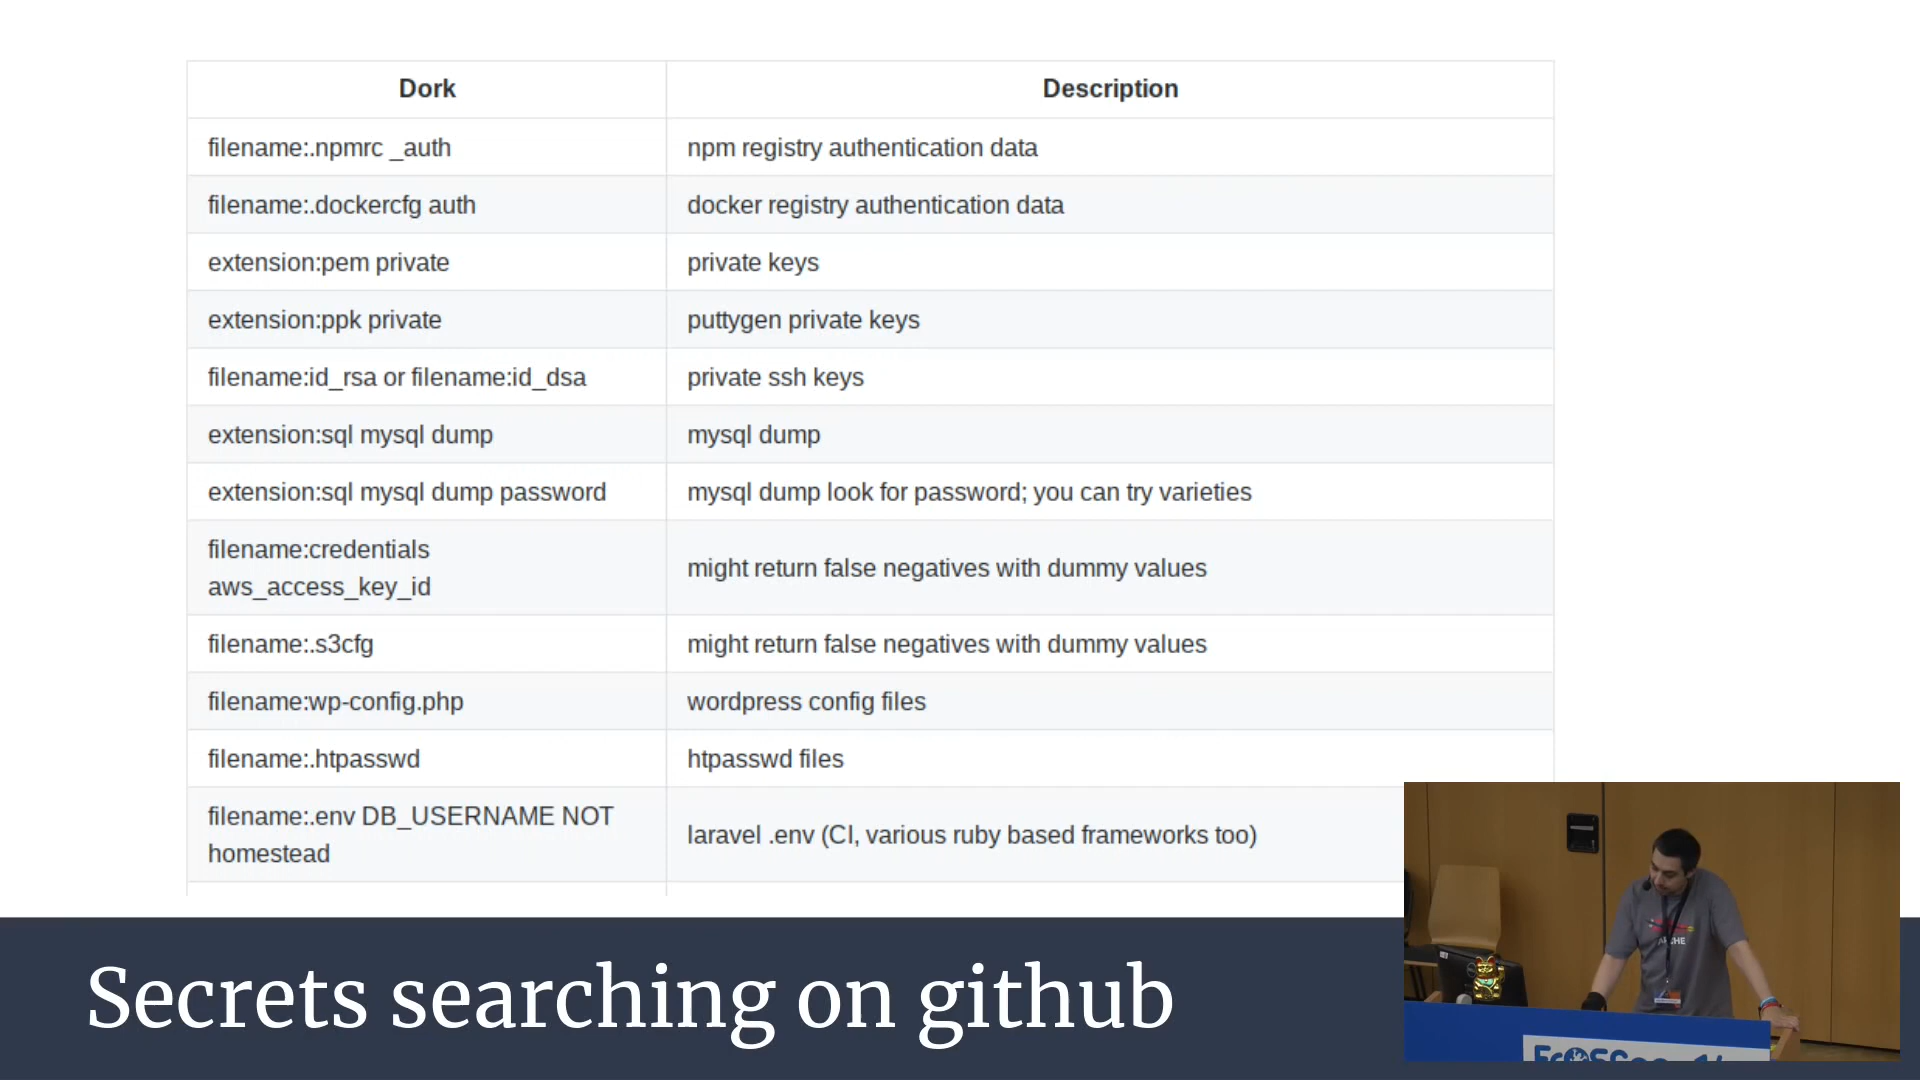 Dork Description
filename:.npmrc _auth npm registry authentication data
filename:.dockercfg auth docker registry authentication data
extension:pem private private keys
extension:ppk private puttygen private keys
filename:id_rsa or filename:id_dsa private ssh keys
extension:sql mysql dump mysql dump
extension:sql mysql dump password mysql dump look for password; you can try varieties
filename:credentials
aws_access_key_id might return false negatives with dummy values
filename:.s3cfg might return false negatives with dummy values
filename:wp-config.php wordpress config files
filename:.htpasswd htpasswd files
filename:.env DB_USERNAME NOT
homestead laravel .env (CI, various ruby based frameworks too)
Secrets searching on github